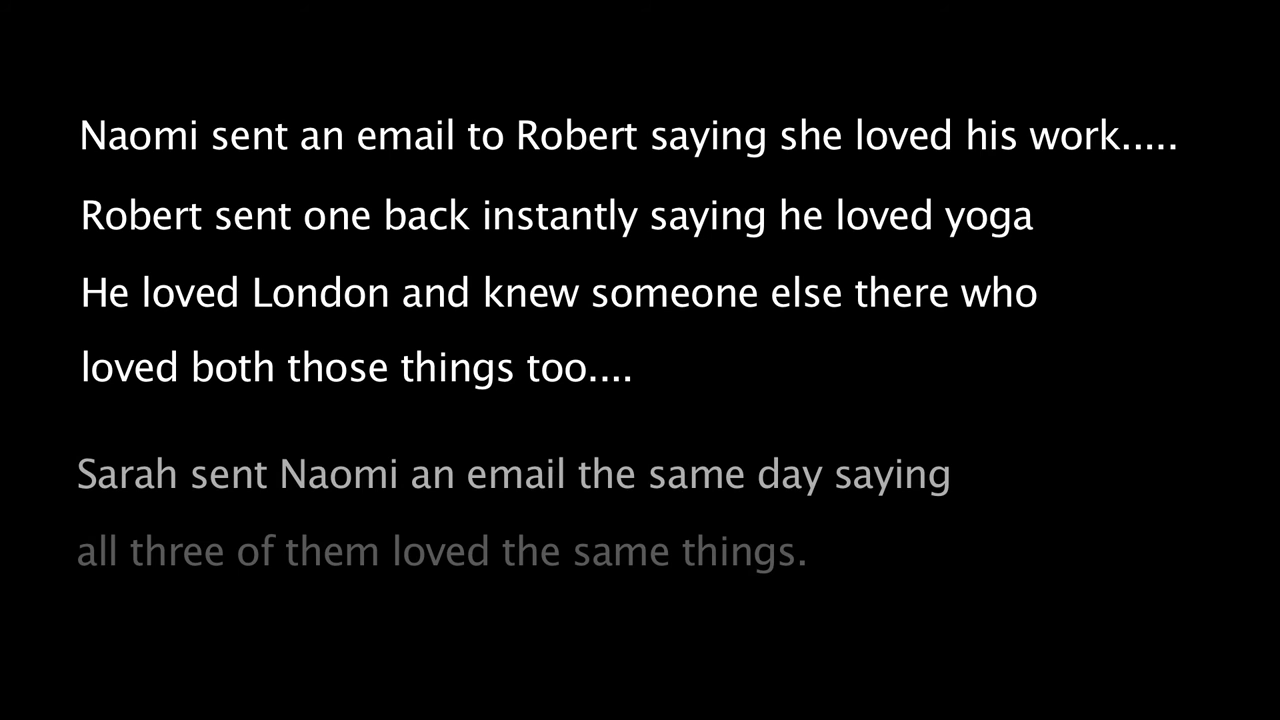 Naomi sent an email to Robert saying she loved his work.....
Robert sent one back instantly saying he loved yoga
He loved London and knew someone else there who
loved both those things too....
Sarah sent Naomi an email the same day saying
all three of them loved the same things.